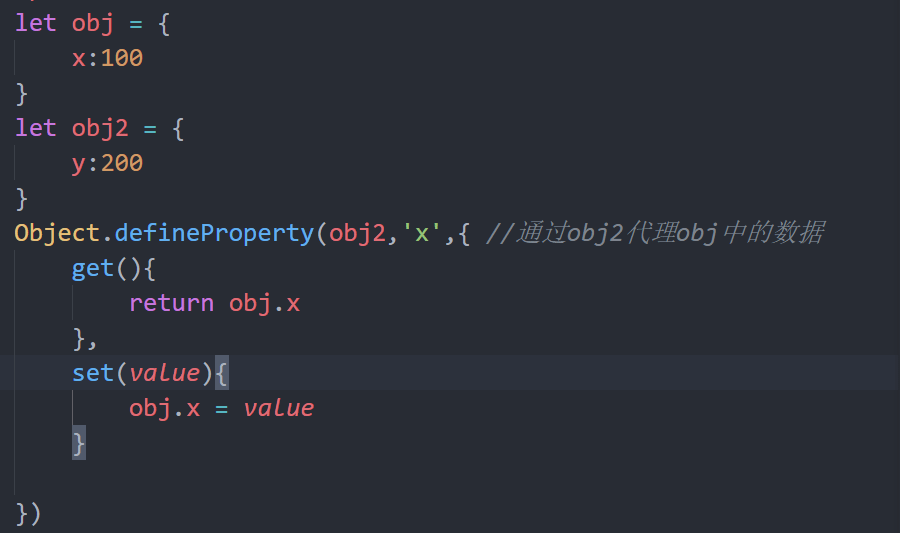 let obj = {
    x:100
}
let obj2 = {
    y:200
}
Object.defineProperty(obj2,'x',{ //通过obj2代理obj中的数据
    get(){
        return obj.x
    },
    set(value){
        obj.x = value
    }
})